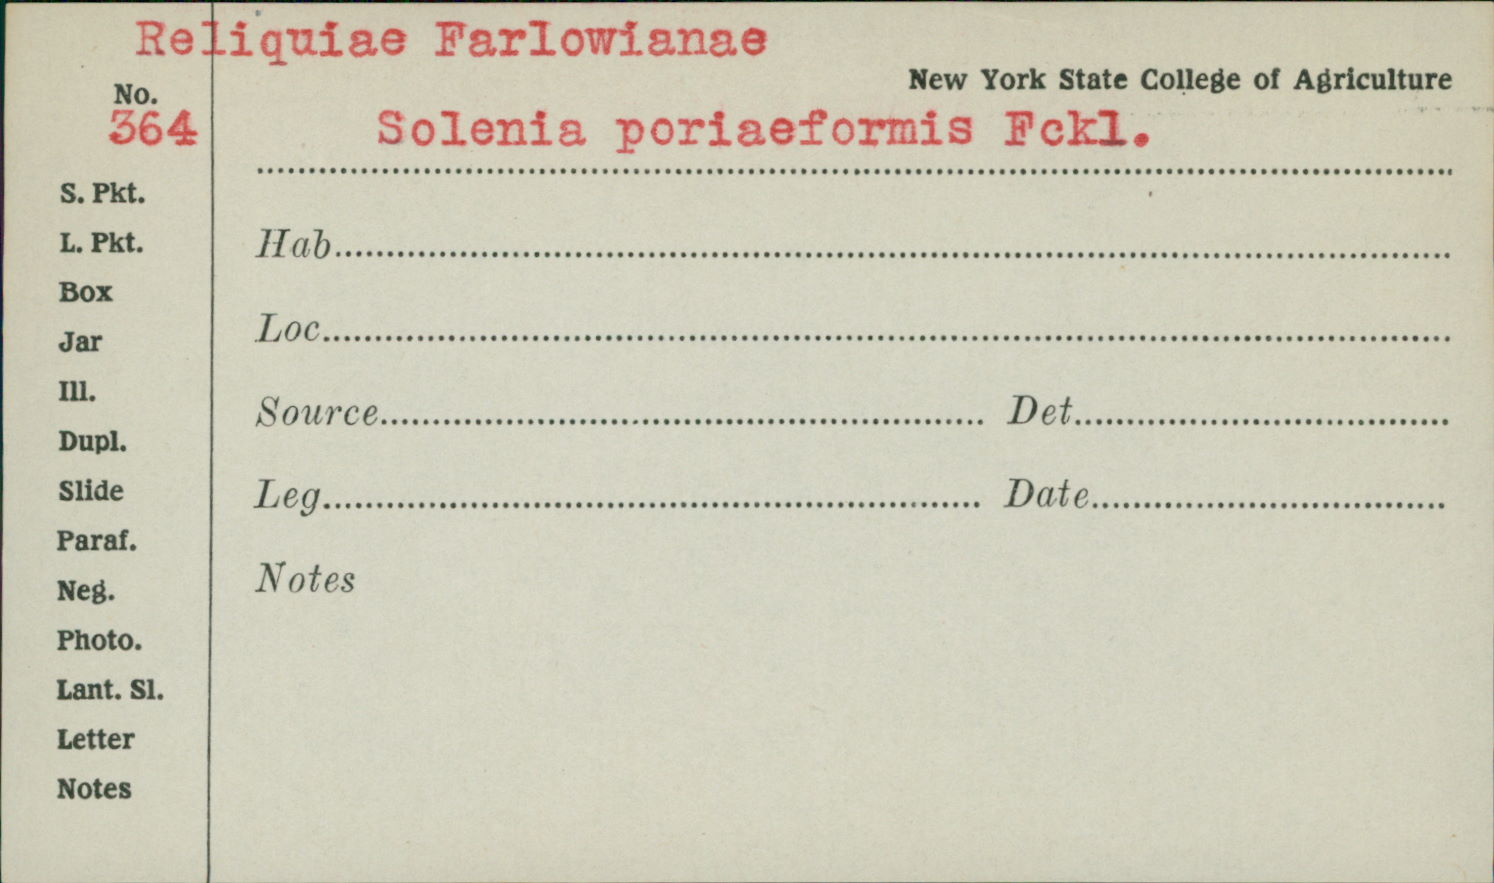 Reliquiae Farlowianae
New York State College of Agriculture
No.
364
Solenia poriaeformis Fckl.
S. Pkt.
L. Pkt.
Hab
Box
Loc
Jar
Ill.
Source Det
Dupl.
Slide
Leg Date
Paraf.
Notes
Neg.
Photo.
Lant. Sl.
Letter
Notes